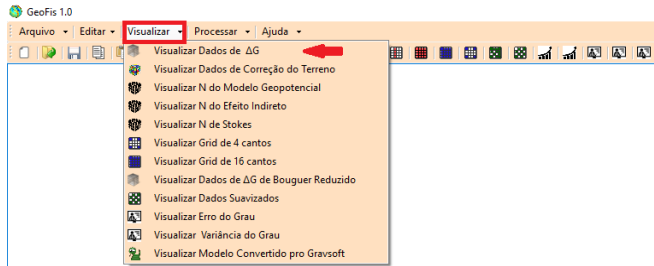 GeoFis 1.0
Arquivo Editar Visualizar Processar Ajuda
Visualizar Dados de ΔG
Visualizar Dados de Correção do Terreno
Visualizar N do Modelo Geopotencial
Visualizar N do Efeito Indireto
Visualizar N de Stokes
Visualizar Grid de 4 cantos
Visualizar Grid de 16 cantos
Visualizar Dados de ΔG de Bouguer Reduzido
Visualizar Dados Suavizados
Visualizar Erro do Grau
Visualizar Variância do Grau
Visualizar Modelo Convertido pro Gravsoft